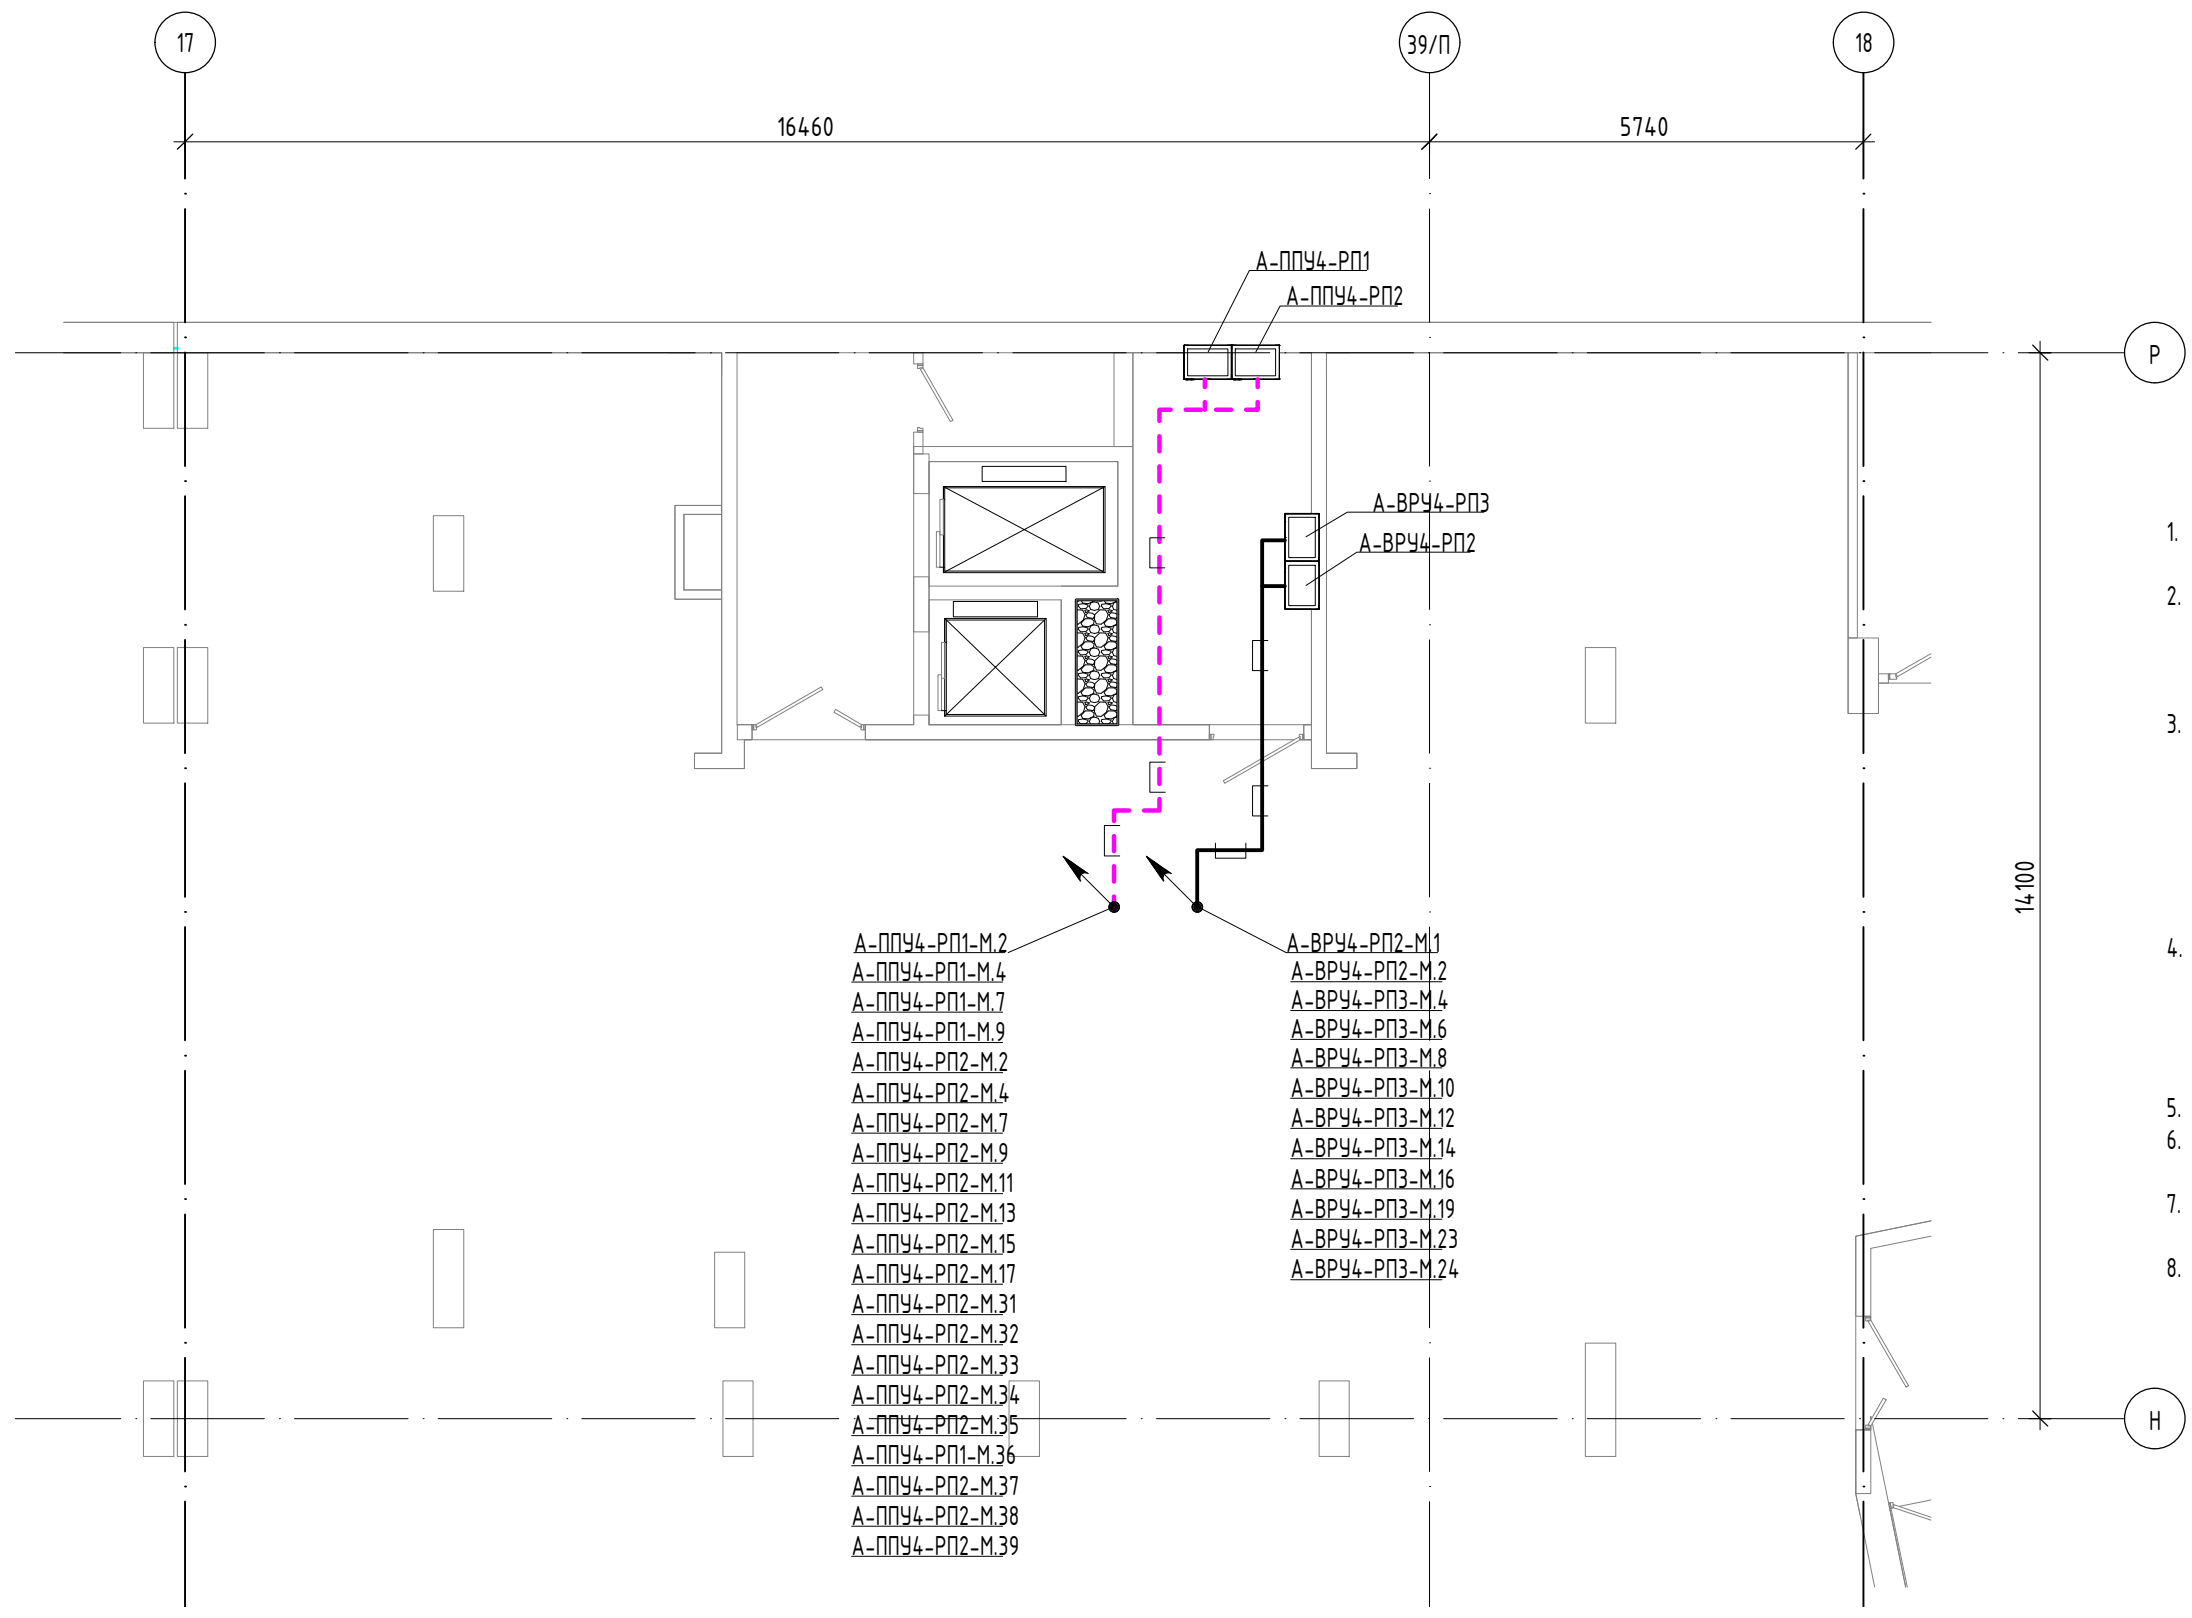 17
39/П
18
16460
5740
А-ППУ4-РП1
А-ППУ4-РП2
Р
А-ВРУ4-РП3
А-ВРУ4-РП2
1.
2.
3.
4.
5.
6.
7.
8.
14100
А-ППУ4-РП1-М.2
А-ППУ4-РП1-М.4
А-ППУ4-РП1-М.7
А-ППУ4-РП1-М.9
А-ППУ4-РП2-М.2
А-ППУ4-РП2-М.4
А-ППУ4-РП2-М.7
А-ППУ4-РП2-М.9
А-ППУ4-РП2-М.11
А-ППУ4-РП2-М.13
А-ППУ4-РП2-М.15
А-ППУ4-РП2-М.17
А-ППУ4-РП2-М.31
А-ППУ4-РП2-М.32
А-ППУ4-РП2-М.33
А-ППУ4-РП2-М.34
А-ППУ4-РП2-М.35
А-ППУ4-РП1-М.36
А-ППУ4-РП2-М.37
А-ППУ4-РП2-М.38
А-ППУ4-РП2-М.39
А-ВРУ4-РП2-М.1
А-ВРУ4-РП2-М.2
А-ВРУ4-РП3-М.4
А-ВРУ4-РП3-М.6
А-ВРУ4-РП3-М.8
А-ВРУ4-РП3-М.10
А-ВРУ4-РП3-М.12
А-ВРУ4-РП3-М.14
А-ВРУ4-РП3-М.16
А-ВРУ4-РП3-М.19
А-ВРУ4-РП3-М.23
А-ВРУ4-РП3-М.24
Н